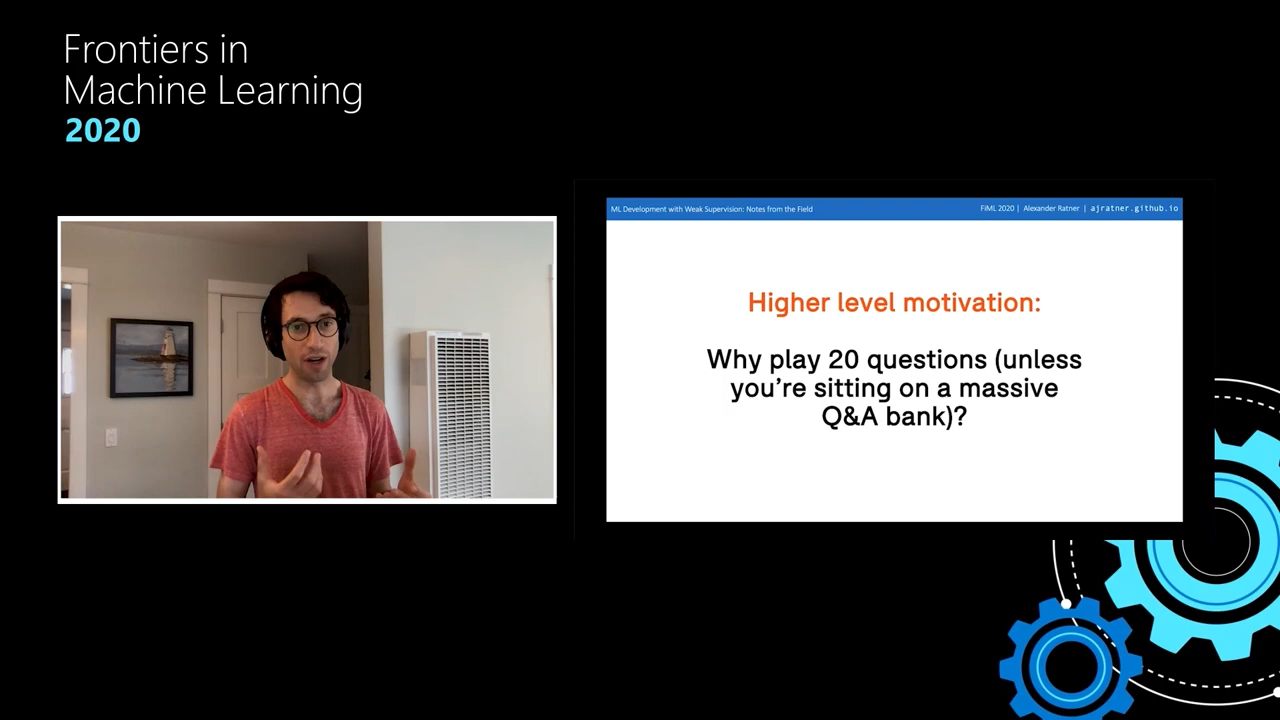 Frontiers in
Machine Learning
2020
ML Development with Weak Supervision: Notes from the Field
FiML 2020 | Alexander Ratner | ajratner.github.io
Higher level motivation:
Why play 20 questions (unless
you're sitting on a massive
Q&A bank)?